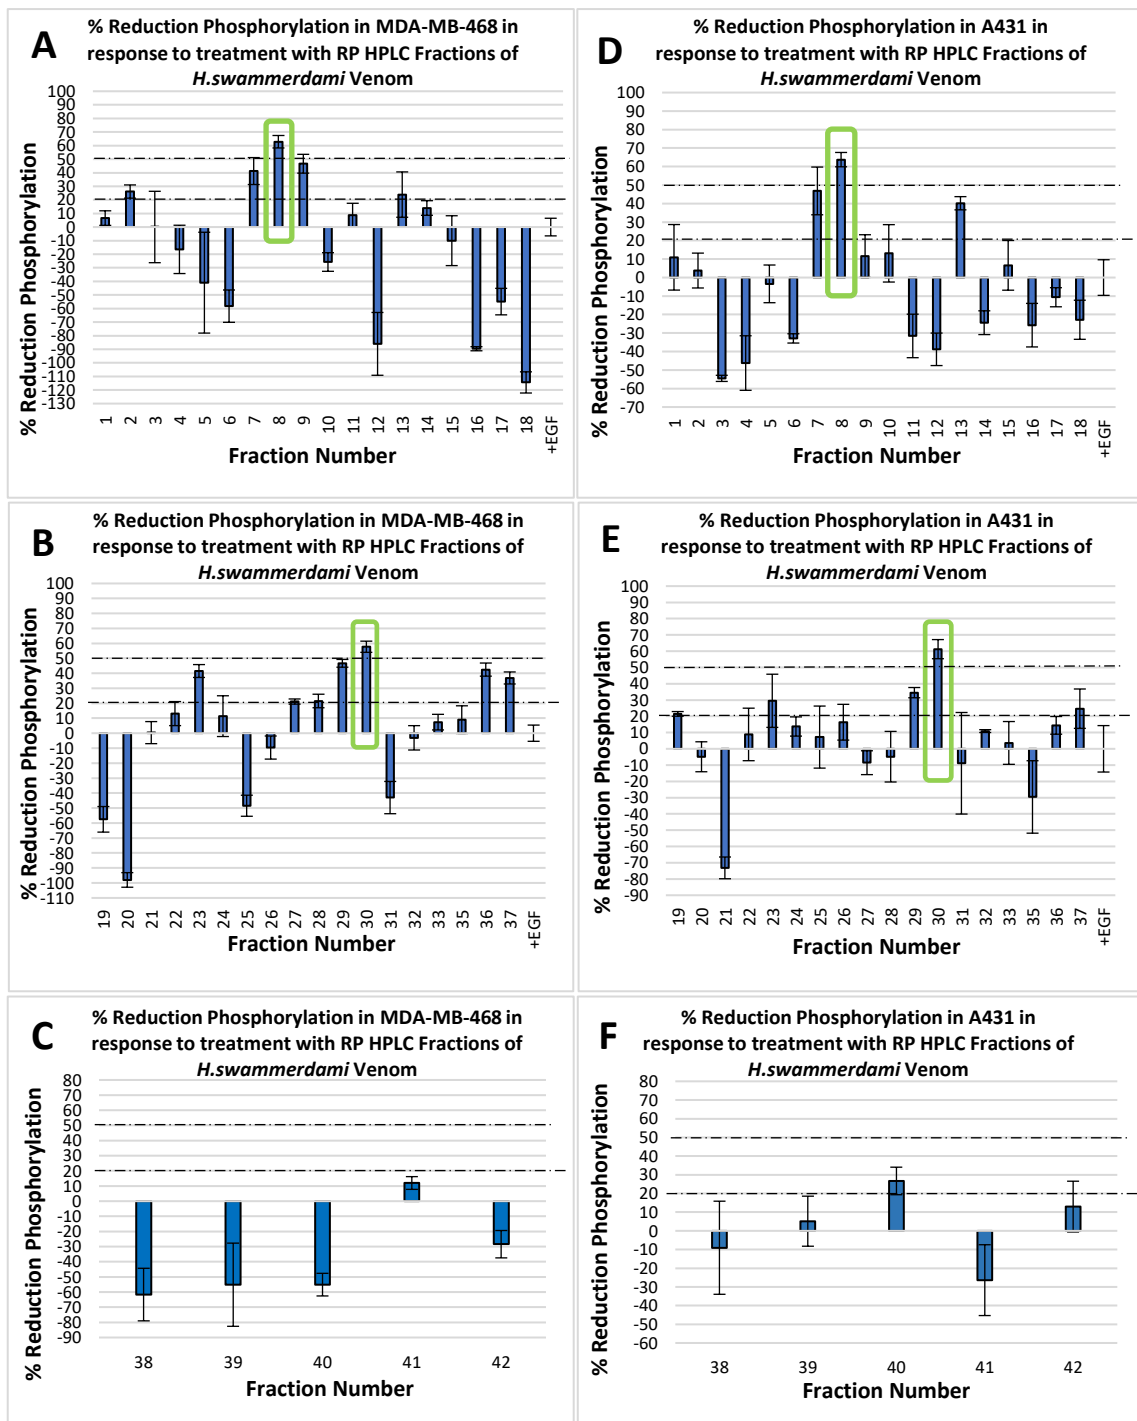 A
% Reduction Phosphorylation in MDA-MB-468 in
response to treatment with RP HPLC Fractions of
H.swammerdami Venom
% Reduction Phosphorylation
100
90
80
70
60
50
40
30
20
10
0
-10
-20
-30
-40
-50
-60
-70
-80
-90
-100
-110
-120
-130
1 2 3 4 5 6 7 8 9 10 11 12 13 14 15 16 17 18 +EGF
Fraction Number
D
% Reduction Phosphorylation in A431 in
response to treatment with RP HPLC Fractions of
H.swammerdami Venom
% Reduction Phosphorylation
100
90
80
70
60
50
40
30
20
10
0
-10
-20
-30
-40
-50
-60
-70
1 2 3 4 5 6 7 8 9 10 11 12 13 14 15 16 17 18 +EGF
Fraction Number
B
% Reduction Phosphorylation in MDA-MB-468 in
response to treatment with RP HPLC Fractions of
H.swammerdami Venom
% Reduction Phosphorylation
100
90
80
70
60
50
40
30
20
10
0
-10
-20
-30
-40
-50
-60
-70
-80
-90
-100
-110
19 20 21 22 23 24 25 26 27 28 29 30 31 32 33 35 36 37 +EGF
Fraction Number
E
% Reduction Phosphorylation in A431 in
response to treatment with RP HPLC Fractions of
H.swammerdami Venom
% Reduction Phosphorylation
100
90
80
70
60
50
40
30
20
10
0
-10
-20
-30
-40
-50
-60
-70
-80
-90
19 20 21 22 23 24 25 26 27 28 29 30 31 32 33 35 36 37 +EGF
Fraction Number
C
% Reduction Phosphorylation in MDA-MB-468 in
response to treatment with RP HPLC Fractions of
H.swammerdami Venom
% Reduction Phosphorylation
80
70
60
50
40
30
20
10
0
-10
-20
-30
-40
-50
-60
-70
-80
-90
38 39 40 41 42
Fraction Number
F
% Reduction Phosphorylation in A431 in
response to treatment with RP HPLC Fractions of
H.swammerdami Venom
% Reduction Phosphorylation
80
70
60
50
40
30
20
10
0
-10
-20
-30
-40
-50
-60
38 39 40 41 42
Fraction Number